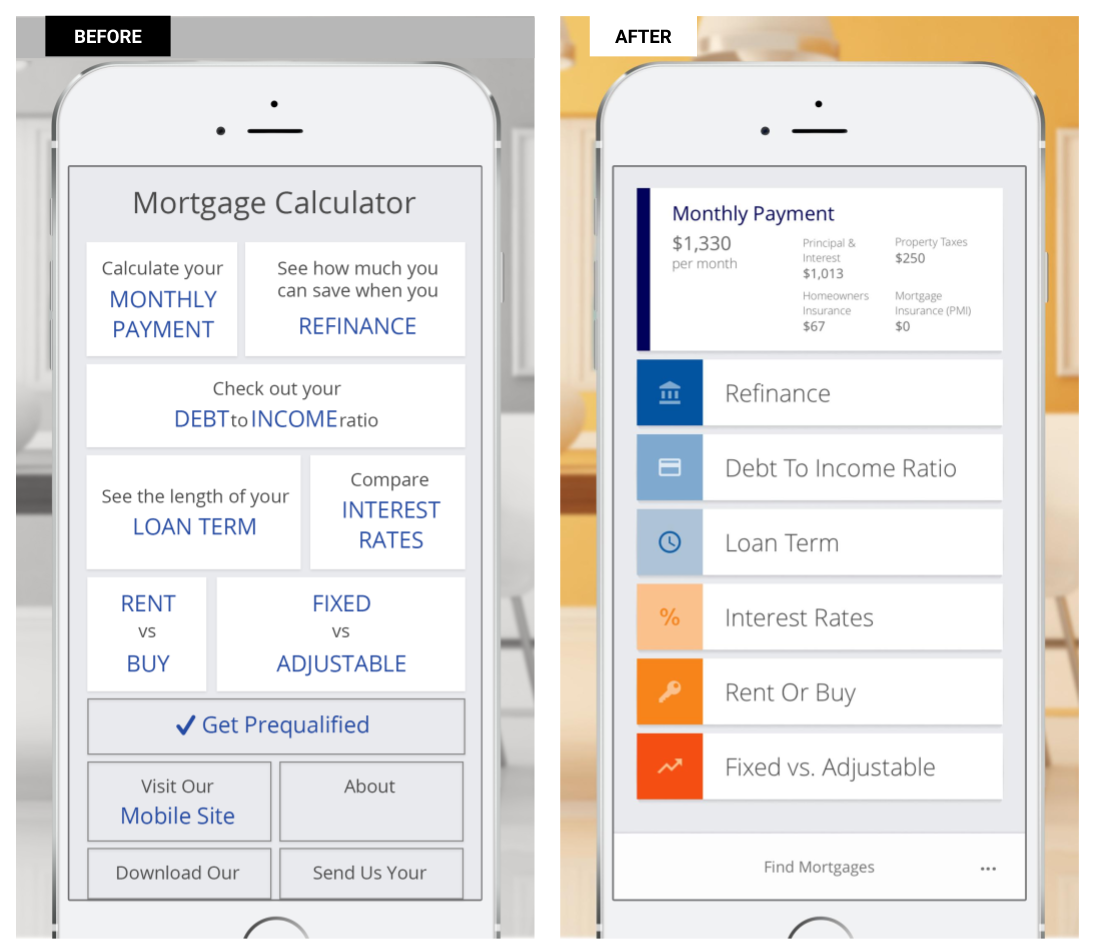 BEFORE
Mortgage Calculator
Calculate your
MONTHLY
PAYMENT
See how much you
can save when you
REFINANCE
Check out your
DEBT to INCOME ratio
See the length of your
LOAN TERM
Compare
INTEREST
RATES
RENT
vs
BUY
FIXED
vs
ADJUSTABLE
Get Prequalified
Visit Our
Mobile Site
About
Download Our
Send Us Your
AFTER
Monthly Payment
$1,330
per month
Principal &
Interest
$1,013
Property Taxes
$250
Homeowners
Insurance
$67
Mortgage
Insurance (PMI)
$0
Refinance
Debt To Income Ratio
Loan Term
%
Interest Rates
Rent Or Buy
Fixed vs. Adjustable
Find Mortgages
...